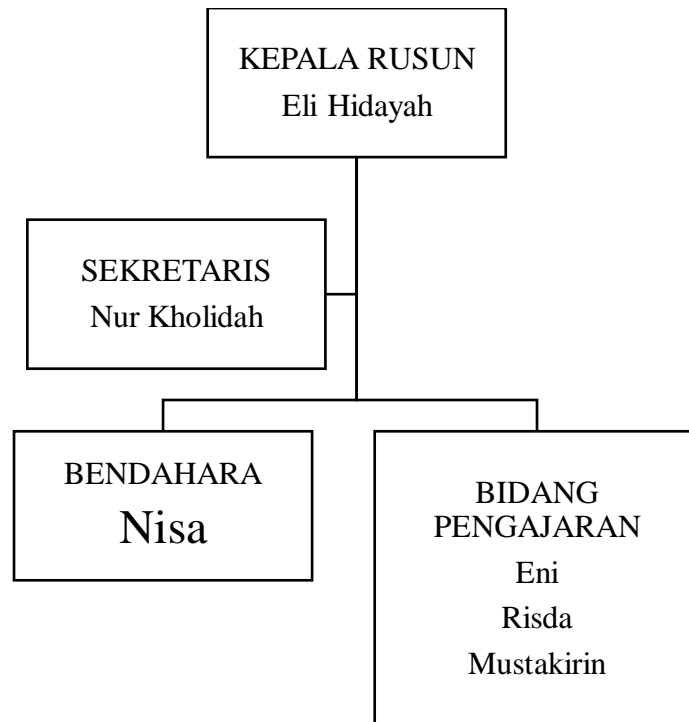 KEPALA RUSUN
Eli Hidayah
SEKRETARIS
Nur Kholidah
BENDAHARA
Nisa
BIDANG
PENGAJARAN
Eni
Risda
Mustakirin